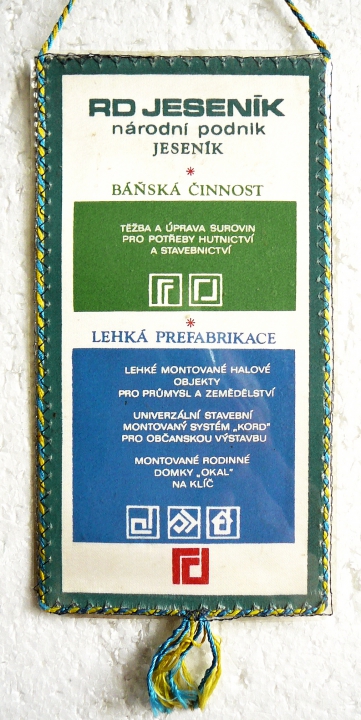 RD JESENÍK
národní podnik
JESENÍK
*
BÁŇSKÁ ČINNOST
TĚŽBA A ÚPRAVA SUROVIN
PRO POTŘEBY HUTNICTVÍ
A STAVEBNICTVÍ
*
LEHKÁ PREFABRIKACE
LEHKÉ MONTOVANÉ HALOVÉ
OBJEKTY
PRO PRŮMYSL A ZEMĚDĚLSTVÍ
UNIVERZÁLNÍ STAVEBNÍ
MONTOVANÝ SYSTÉM „KORD"
PRO OBČANSKOU VÝSTAVBU
MONTOVANÉ RODINNÉ
DOMKY „OKAL"
NA KLÍČ